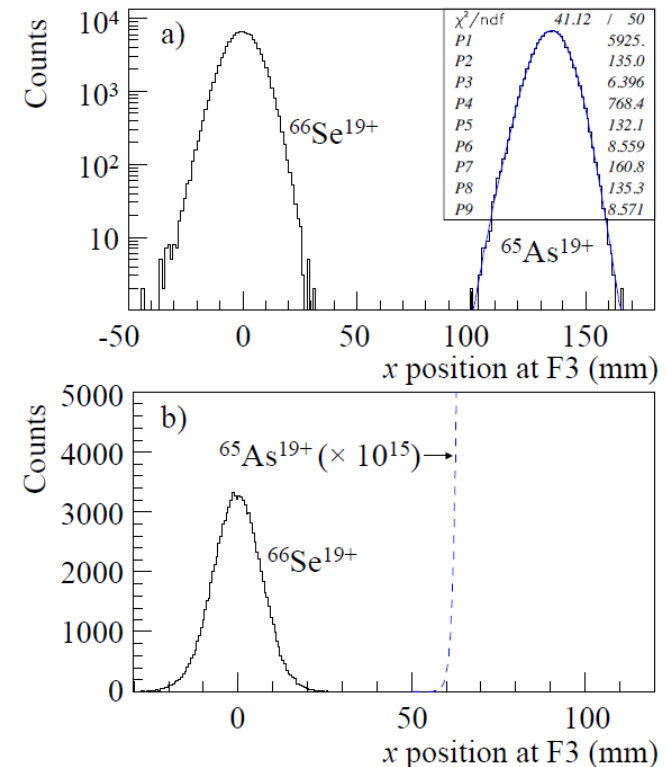 a)
Counts
10⁴
10³
10²
10
⁶⁶Se¹⁹⁺
⁶⁵As¹⁹⁺
χ²/ndf 41.12 / 50
P1 5925.
P2 135.0
P3 6.396
P4 768.4
P5 132.1
P6 8.559
P7 160.8
P8 135.3
P9 8.571
-50 0 50 100 150
x position at F3 (mm)
b)
Counts
5000
4000
3000
2000
1000
0
⁶⁵As¹⁹⁺ (× 10¹⁵)
⁶⁶Se¹⁹⁺
0 50 100
x position at F3 (mm)